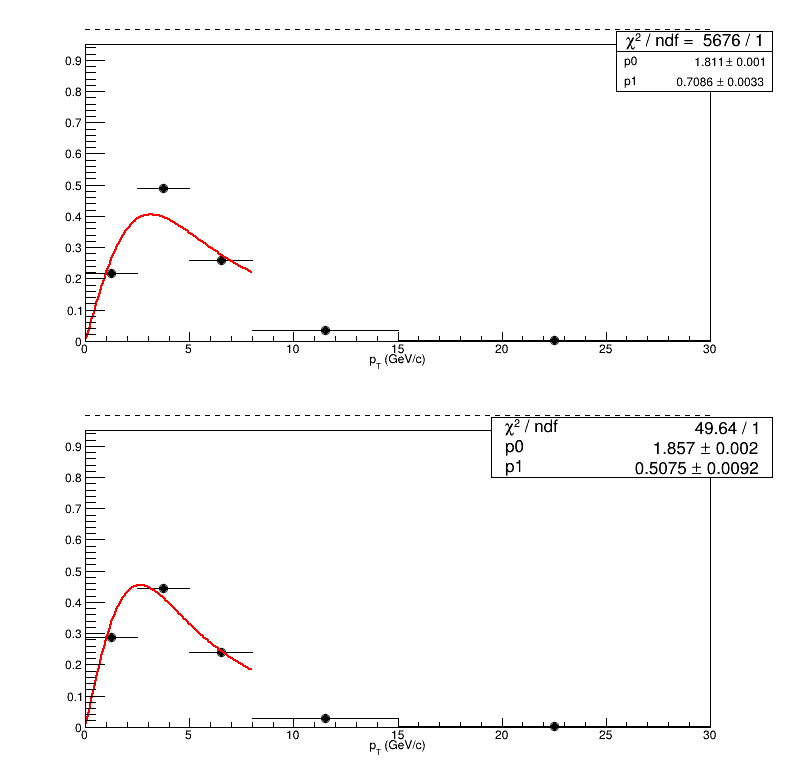 χ² / ndf = 5676 / 1
p0 1.811 ± 0.001
p1 0.7086 ± 0.0033
0.9
0.8
0.7
0.6
0.5
0.4
0.3
0.2
0.1
0
0 5 10 15 20 25 30
p_T (GeV/c)
χ² / ndf 49.64 / 1
p0 1.857 ± 0.002
p1 0.5075 ± 0.0092
0.9
0.8
0.7
0.6
0.5
0.4
0.3
0.2
0.1
0
0 5 10 15 20 25 30
p_T (GeV/c)